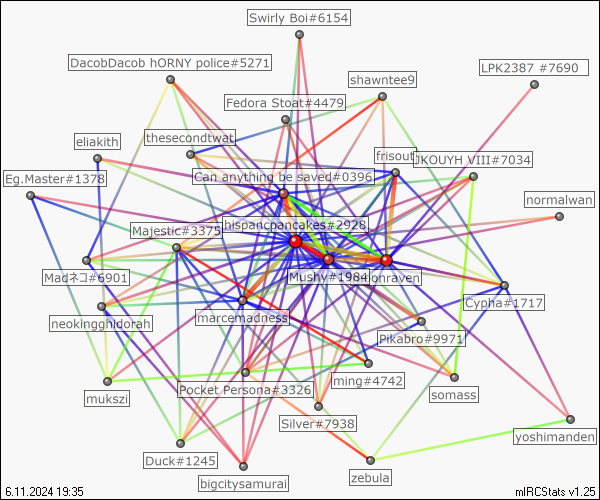 Swirly Boi#6154
DacobDacob hORNY police#5271
LPK2387 #7690
shawntee9
Fedora Stoat#4479
thesecondtwat
eliakith
frisout
JKOUYH VIII#7034
Eg.Master#1378
Can anything be saved#0396
normalwan
hispancpancakes#2928
Majestic#3375
Madネコ#6901
Mushy#1984
onraven
Cypha#1717
neokingghidorah
marcemadness
Pikabro#9971
mukszi
Pocket Persona#3326
ming#4742
somass
Silver#7938
yoshimanden
Duck#1245
bigcitysamurai
zebula
6.11.2024 19:35
mIRCStats v1.25